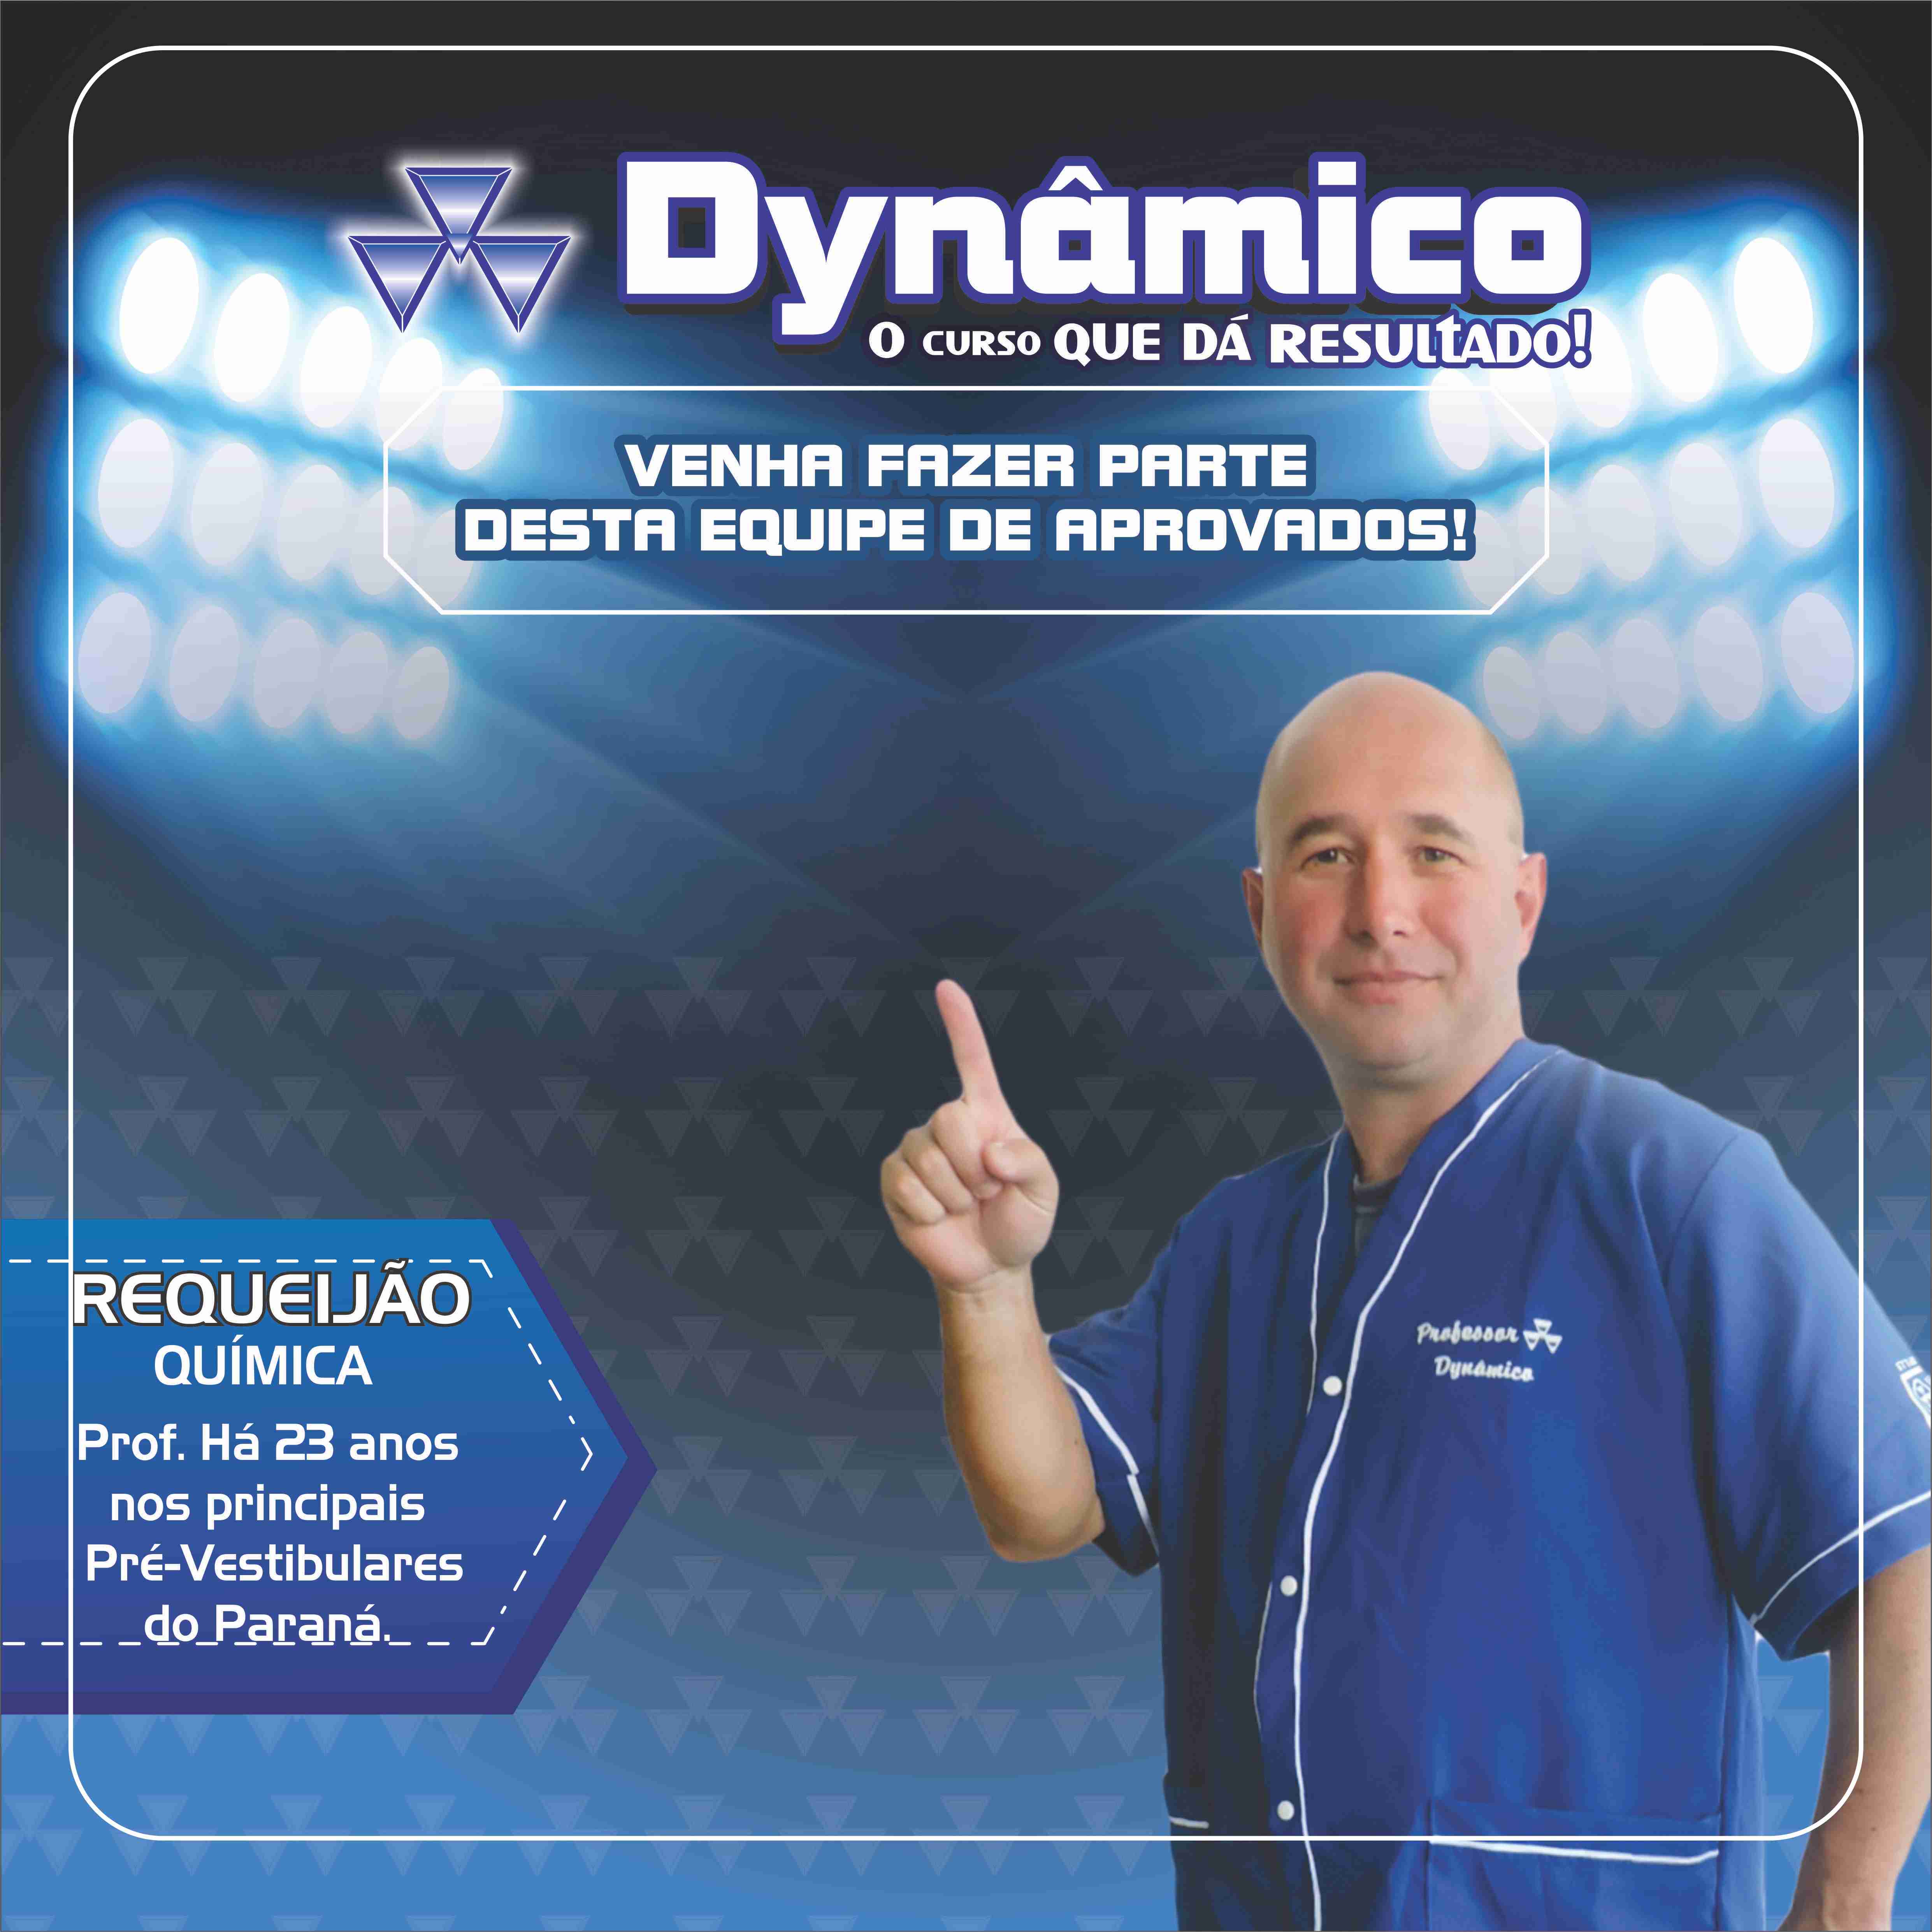 Dynâmico
O CURSO QUE DÁ RESULTADO!
VENHA FAZER PARTE
DESTA EQUIPE DE APROVADOS!
REQUEIJÃO
QUÍMICA
Prof. Há 23 anos
nos principais
Pré-Vestibulares
do Paraná.
Professor
Dynâmico